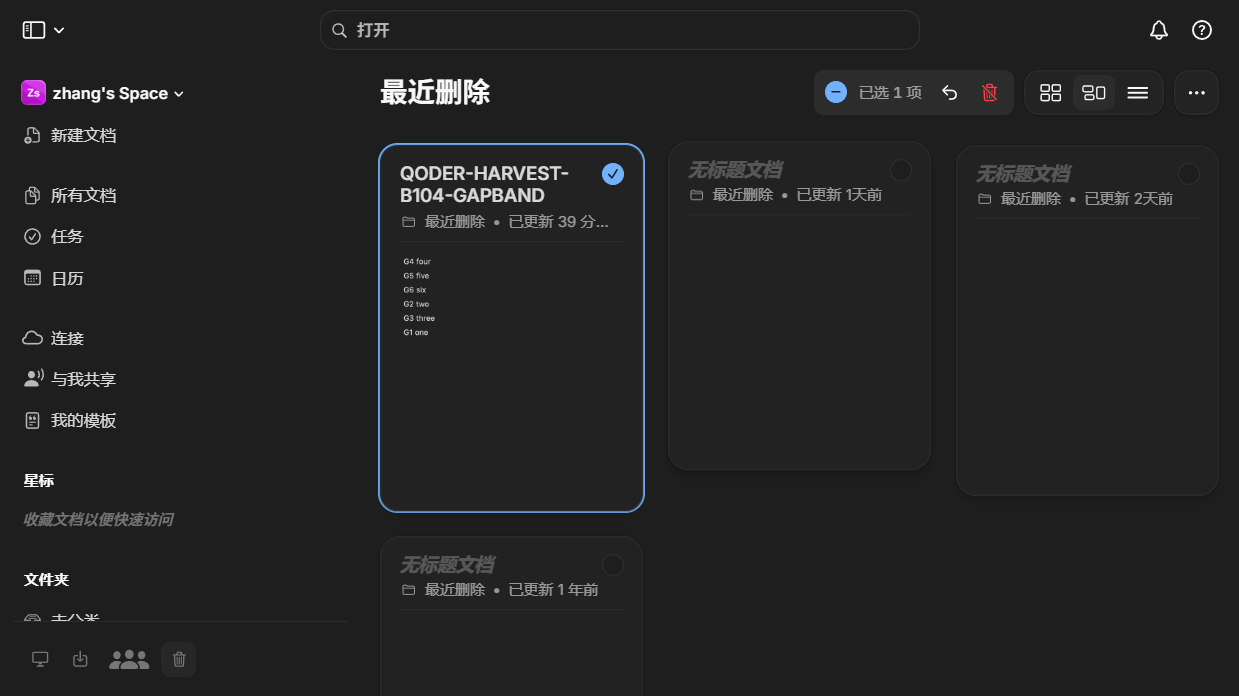 打开
Zs zhang's Space
新建文档
所有文档
任务
日历
连接
与我共享
我的模板
星标
收藏文档以便快速访问
文件夹
未分类
最近删除
已选 1 项
QODER-HARVEST-
B104-GAPBAND
最近删除 • 已更新 39 分...
G4 four
G5 five
G6 six
G2 two
G3 three
G1 one
无标题文档
最近删除 • 已更新 1天前
无标题文档
最近删除 • 已更新 2天前
无标题文档
最近删除 • 已更新 1 年前